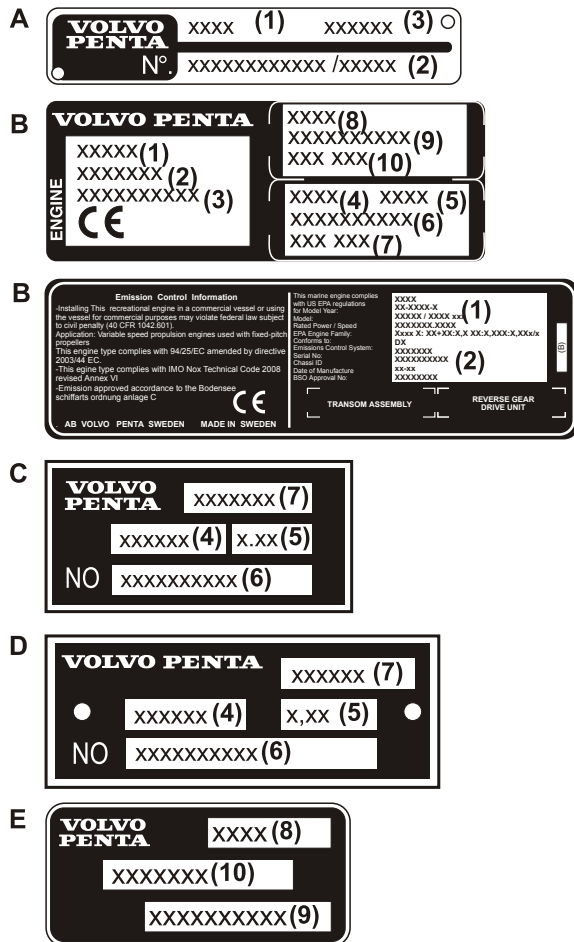 A
VOLVO PENTA
xxxx (1) xxxxxx (3)
N°. xxxxxxxxxxxx /xxxxx (2)
B
VOLVO PENTA
ENGINE
xxxxx(1)
xxxxxxx (2)
xxxxxxxxxx (3)
CE
xxxx(8)
xxxxxxxxxx(9)
xxx xxx(10)
xxxx(4) xxxx (5)
xxxxxxxxxx(6)
xxx xxx(7)
B
Emission Control Information
-Installing This recreational engine in a commercial vessel or using
the vessel for commercial purposes may violate federal law subject
to civil penalty (40 CFR 1042.601).
Application: Variable speed propulsion engines used with fixed-pitch
propellers
This engine type complies with 94/25/EC amended by directive
2003/44 EC.
-This engine type complies with IMO Nox Technical Code 2008
revised Annex VI
-Emission approved accordance to the Bodensee
schiffarts ordnung anlage C
CE
AB VOLVO PENTA SWEDEN MADE IN SWEDEN
This marine engine complies
with US EPA regulations
for Model Year:
Model:
Rated Power / Speed
EPA Engine Family:
Conforms to:
Emissions Control System:
Serial No:
Chassi ID
Date of Manufacture
BSO Approval No:
XXXX
XX-XXXX-X
XXXXX / XXXX xx (1)
XXXXXXX.XXXX
Xxxx X: XX+XX:X,X XX:X,XXX:X,XXx/x
DX
XXXXXXX
XXXXXXXXXX (2)
xx-xx
XXXXXXXX
(B)
TRANSOM ASSEMBLY
REVERSE GEAR
DRIVE UNIT
C
VOLVO
PENTA
xxxxxxx (7)
xxxxxx (4) x.xx(5)
NO xxxxxxxxxx (6)
D
VOLVO PENTA
xxxxxx (7)
xxxxxx (4) x,xx (5)
NO xxxxxxxxxx (6)
E
VOLVO
PENTA
xxxx (8)
xxxxxxx (10)
xxxxxxxxxx (9)